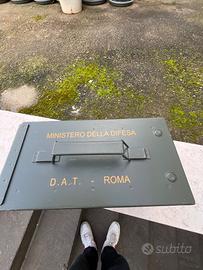 MINISTERO DELLA DIFESA
D.A.T. - ROMA
subito